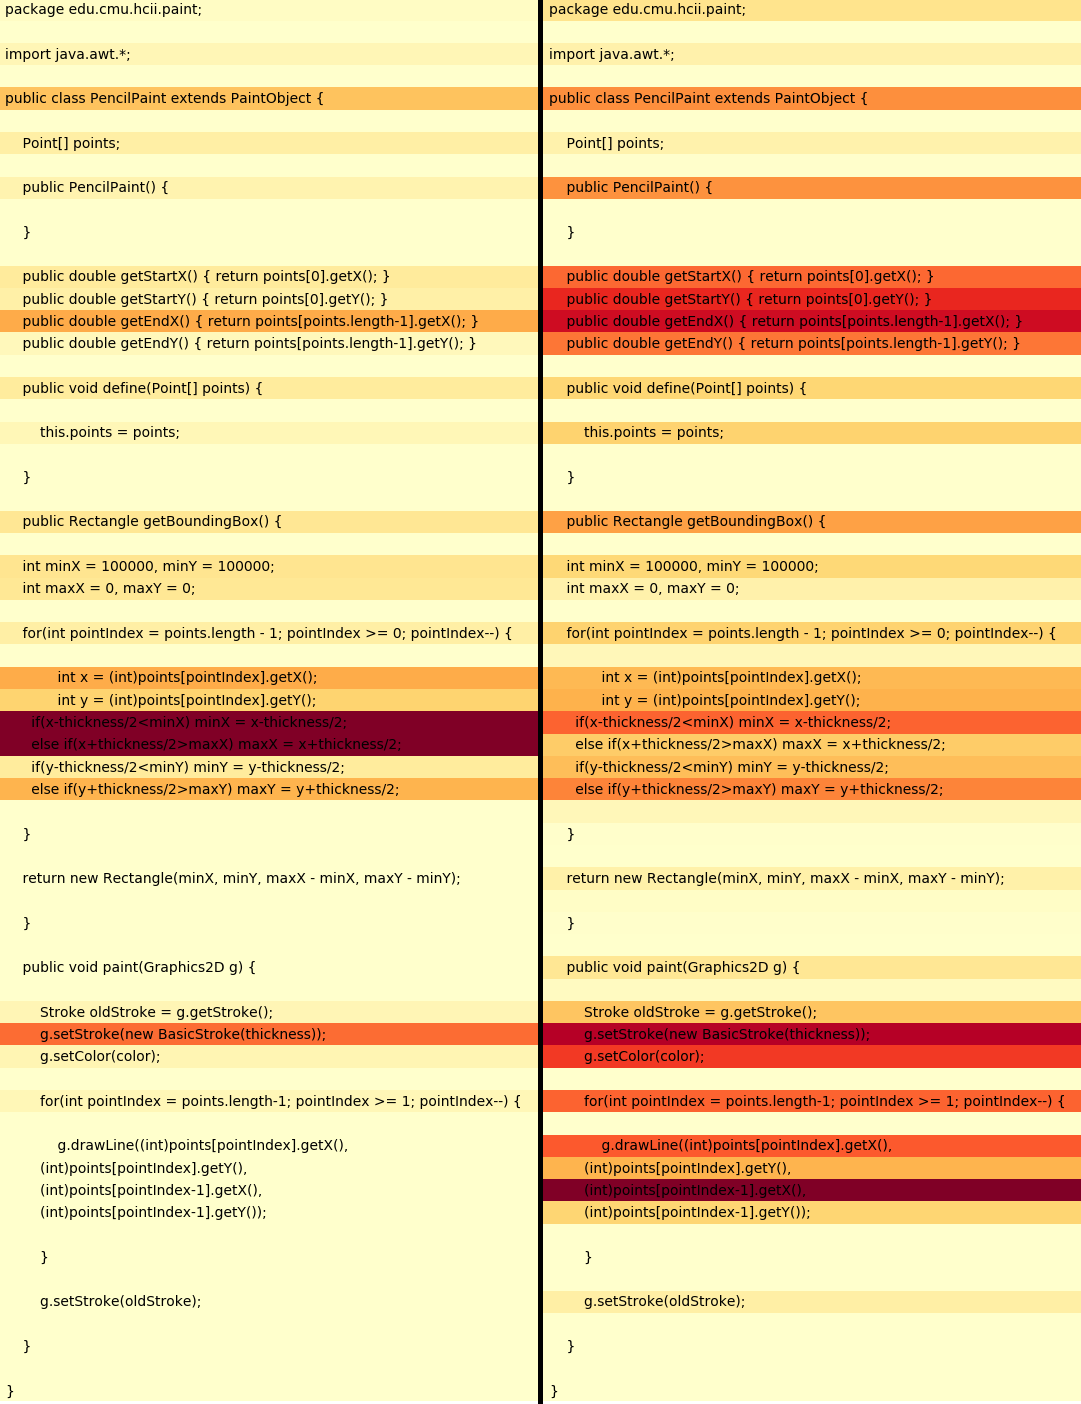 package edu.cmu.hcii.paint;
import java.awt.*;
public class PencilPaint extends PaintObject {
Point[] points;
public PencilPaint() {
}
public double getStartX() { return points[0].getX(); }
public double getStartY() { return points[0].getY(); }
public double getEndX() { return points[points.length-1].getX(); }
public double getEndY() { return points[points.length-1].getY(); }
public void define(Point[] points) {
this.points = points;
}
public Rectangle getBoundingBox() {
int minX = 100000, minY = 100000;
int maxX = 0, maxY = 0;
for(int pointIndex = points.length - 1; pointIndex >= 0; pointIndex--) {
int x = (int)points[pointIndex].getX();
int y = (int)points[pointIndex].getY();
if(x-thickness/2<minX) minX = x-thickness/2;
else if(x+thickness/2>maxX) maxX = x+thickness/2;
if(y-thickness/2<minY) minY = y-thickness/2;
else if(y+thickness/2>maxY) maxY = y+thickness/2;
}
return new Rectangle(minX, minY, maxX - minX, maxY - minY);
}
public void paint(Graphics2D g) {
Stroke oldStroke = g.getStroke();
g.setStroke(new BasicStroke(thickness));
g.setColor(color);
for(int pointIndex = points.length-1; pointIndex >= 1; pointIndex--) {
g.drawLine((int)points[pointIndex].getX(),
(int)points[pointIndex].getY(),
(int)points[pointIndex-1].getX(),
(int)points[pointIndex-1].getY());
}
g.setStroke(oldStroke);
}
}
package edu.cmu.hcii.paint;
import java.awt.*;
public class PencilPaint extends PaintObject {
Point[] points;
public PencilPaint() {
}
public double getStartX() { return points[0].getX(); }
public double getStartY() { return points[0].getY(); }
public double getEndX() { return points[points.length-1].getX(); }
public double getEndY() { return points[points.length-1].getY(); }
public void define(Point[] points) {
this.points = points;
}
public Rectangle getBoundingBox() {
int minX = 100000, minY = 100000;
int maxX = 0, maxY = 0;
for(int pointIndex = points.length - 1; pointIndex >= 0; pointIndex--) {
int x = (int)points[pointIndex].getX();
int y = (int)points[pointIndex].getY();
if(x-thickness/2<minX) minX = x-thickness/2;
else if(x+thickness/2>maxX) maxX = x+thickness/2;
if(y-thickness/2<minY) minY = y-thickness/2;
else if(y+thickness/2>maxY) maxY = y+thickness/2;
}
return new Rectangle(minX, minY, maxX - minX, maxY - minY);
}
public void paint(Graphics2D g) {
Stroke oldStroke = g.getStroke();
g.setStroke(new BasicStroke(thickness));
g.setColor(color);
for(int pointIndex = points.length-1; pointIndex >= 1; pointIndex--) {
g.drawLine((int)points[pointIndex].getX(),
(int)points[pointIndex].getY(),
(int)points[pointIndex-1].getX(),
(int)points[pointIndex-1].getY());
}
g.setStroke(oldStroke);
}
}